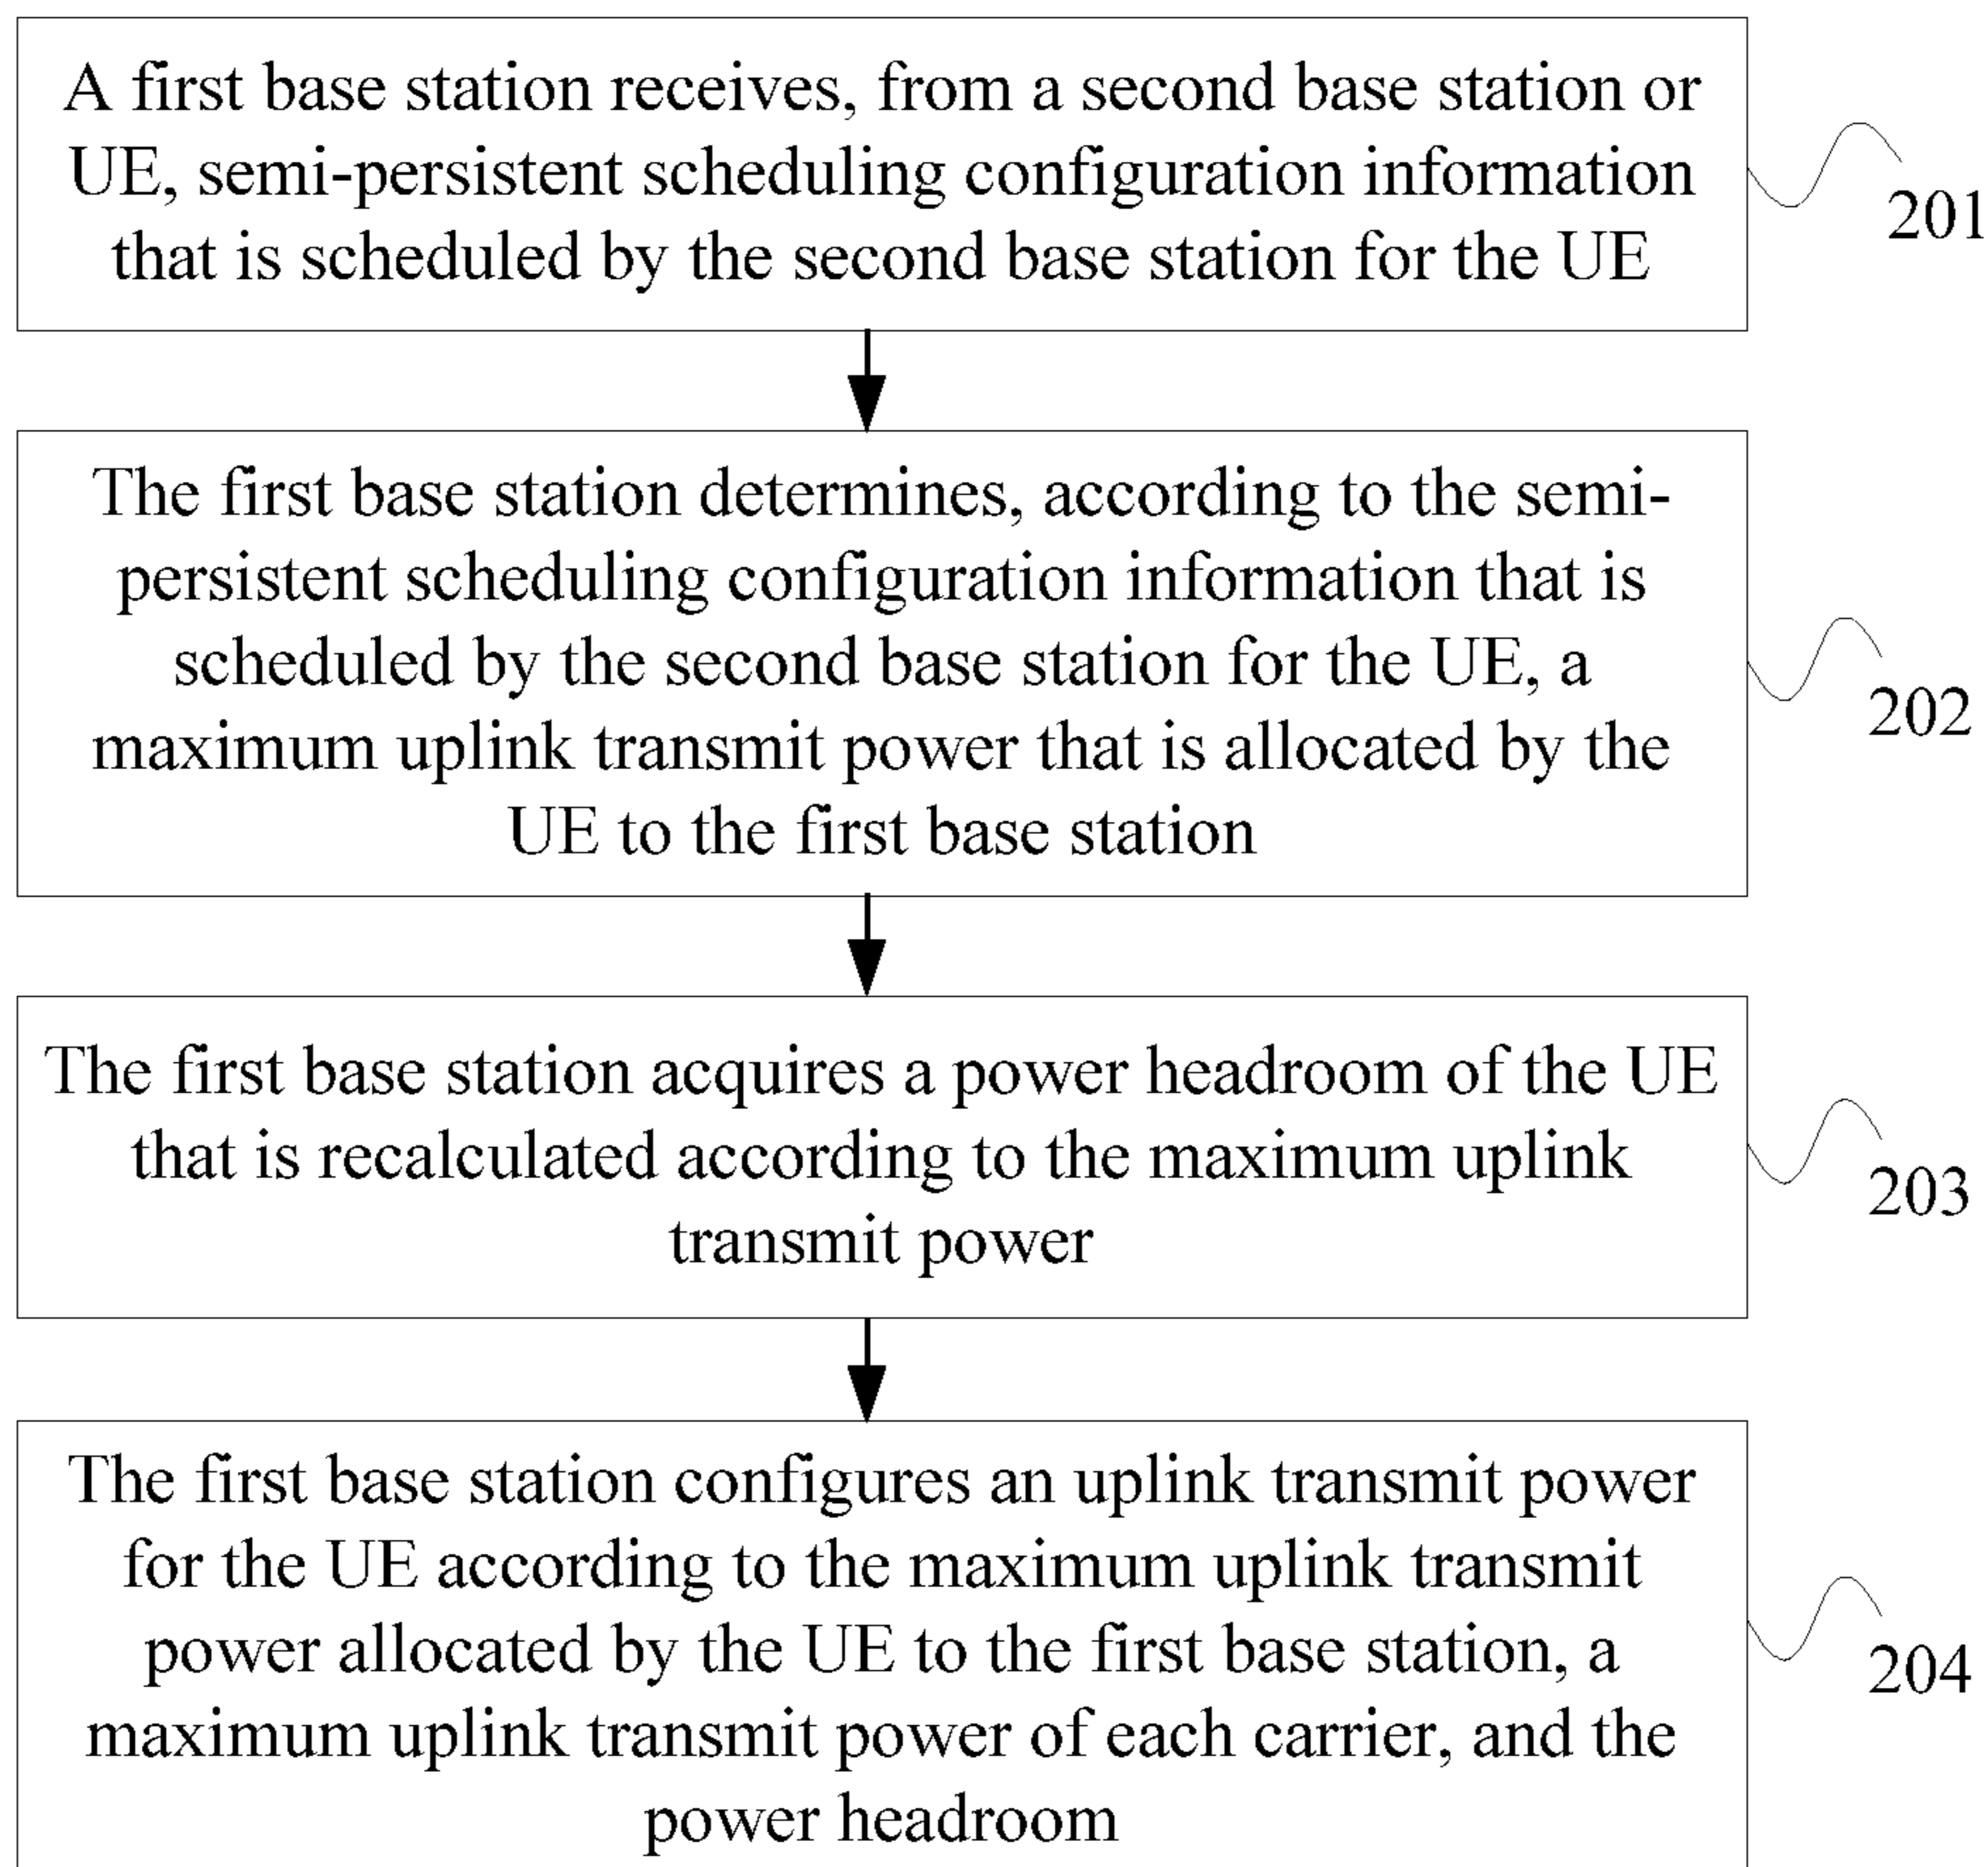 A first base station receives, from a second base station or
UE, semi-persistent scheduling configuration information
that is scheduled by the second base station for the UE
201
The first base station determines, according to the semi-
persistent scheduling configuration information that is
scheduled by the second base station for the UE, a
maximum uplink transmit power that is allocated by the
UE to the first base station
202
The first base station acquires a power headroom of the UE
that is recalculated according to the maximum uplink
transmit power
203
The first base station configures an uplink transmit power
for the UE according to the maximum uplink transmit
power allocated by the UE to the first base station, a
maximum uplink transmit power of each carrier, and the
power headroom
204